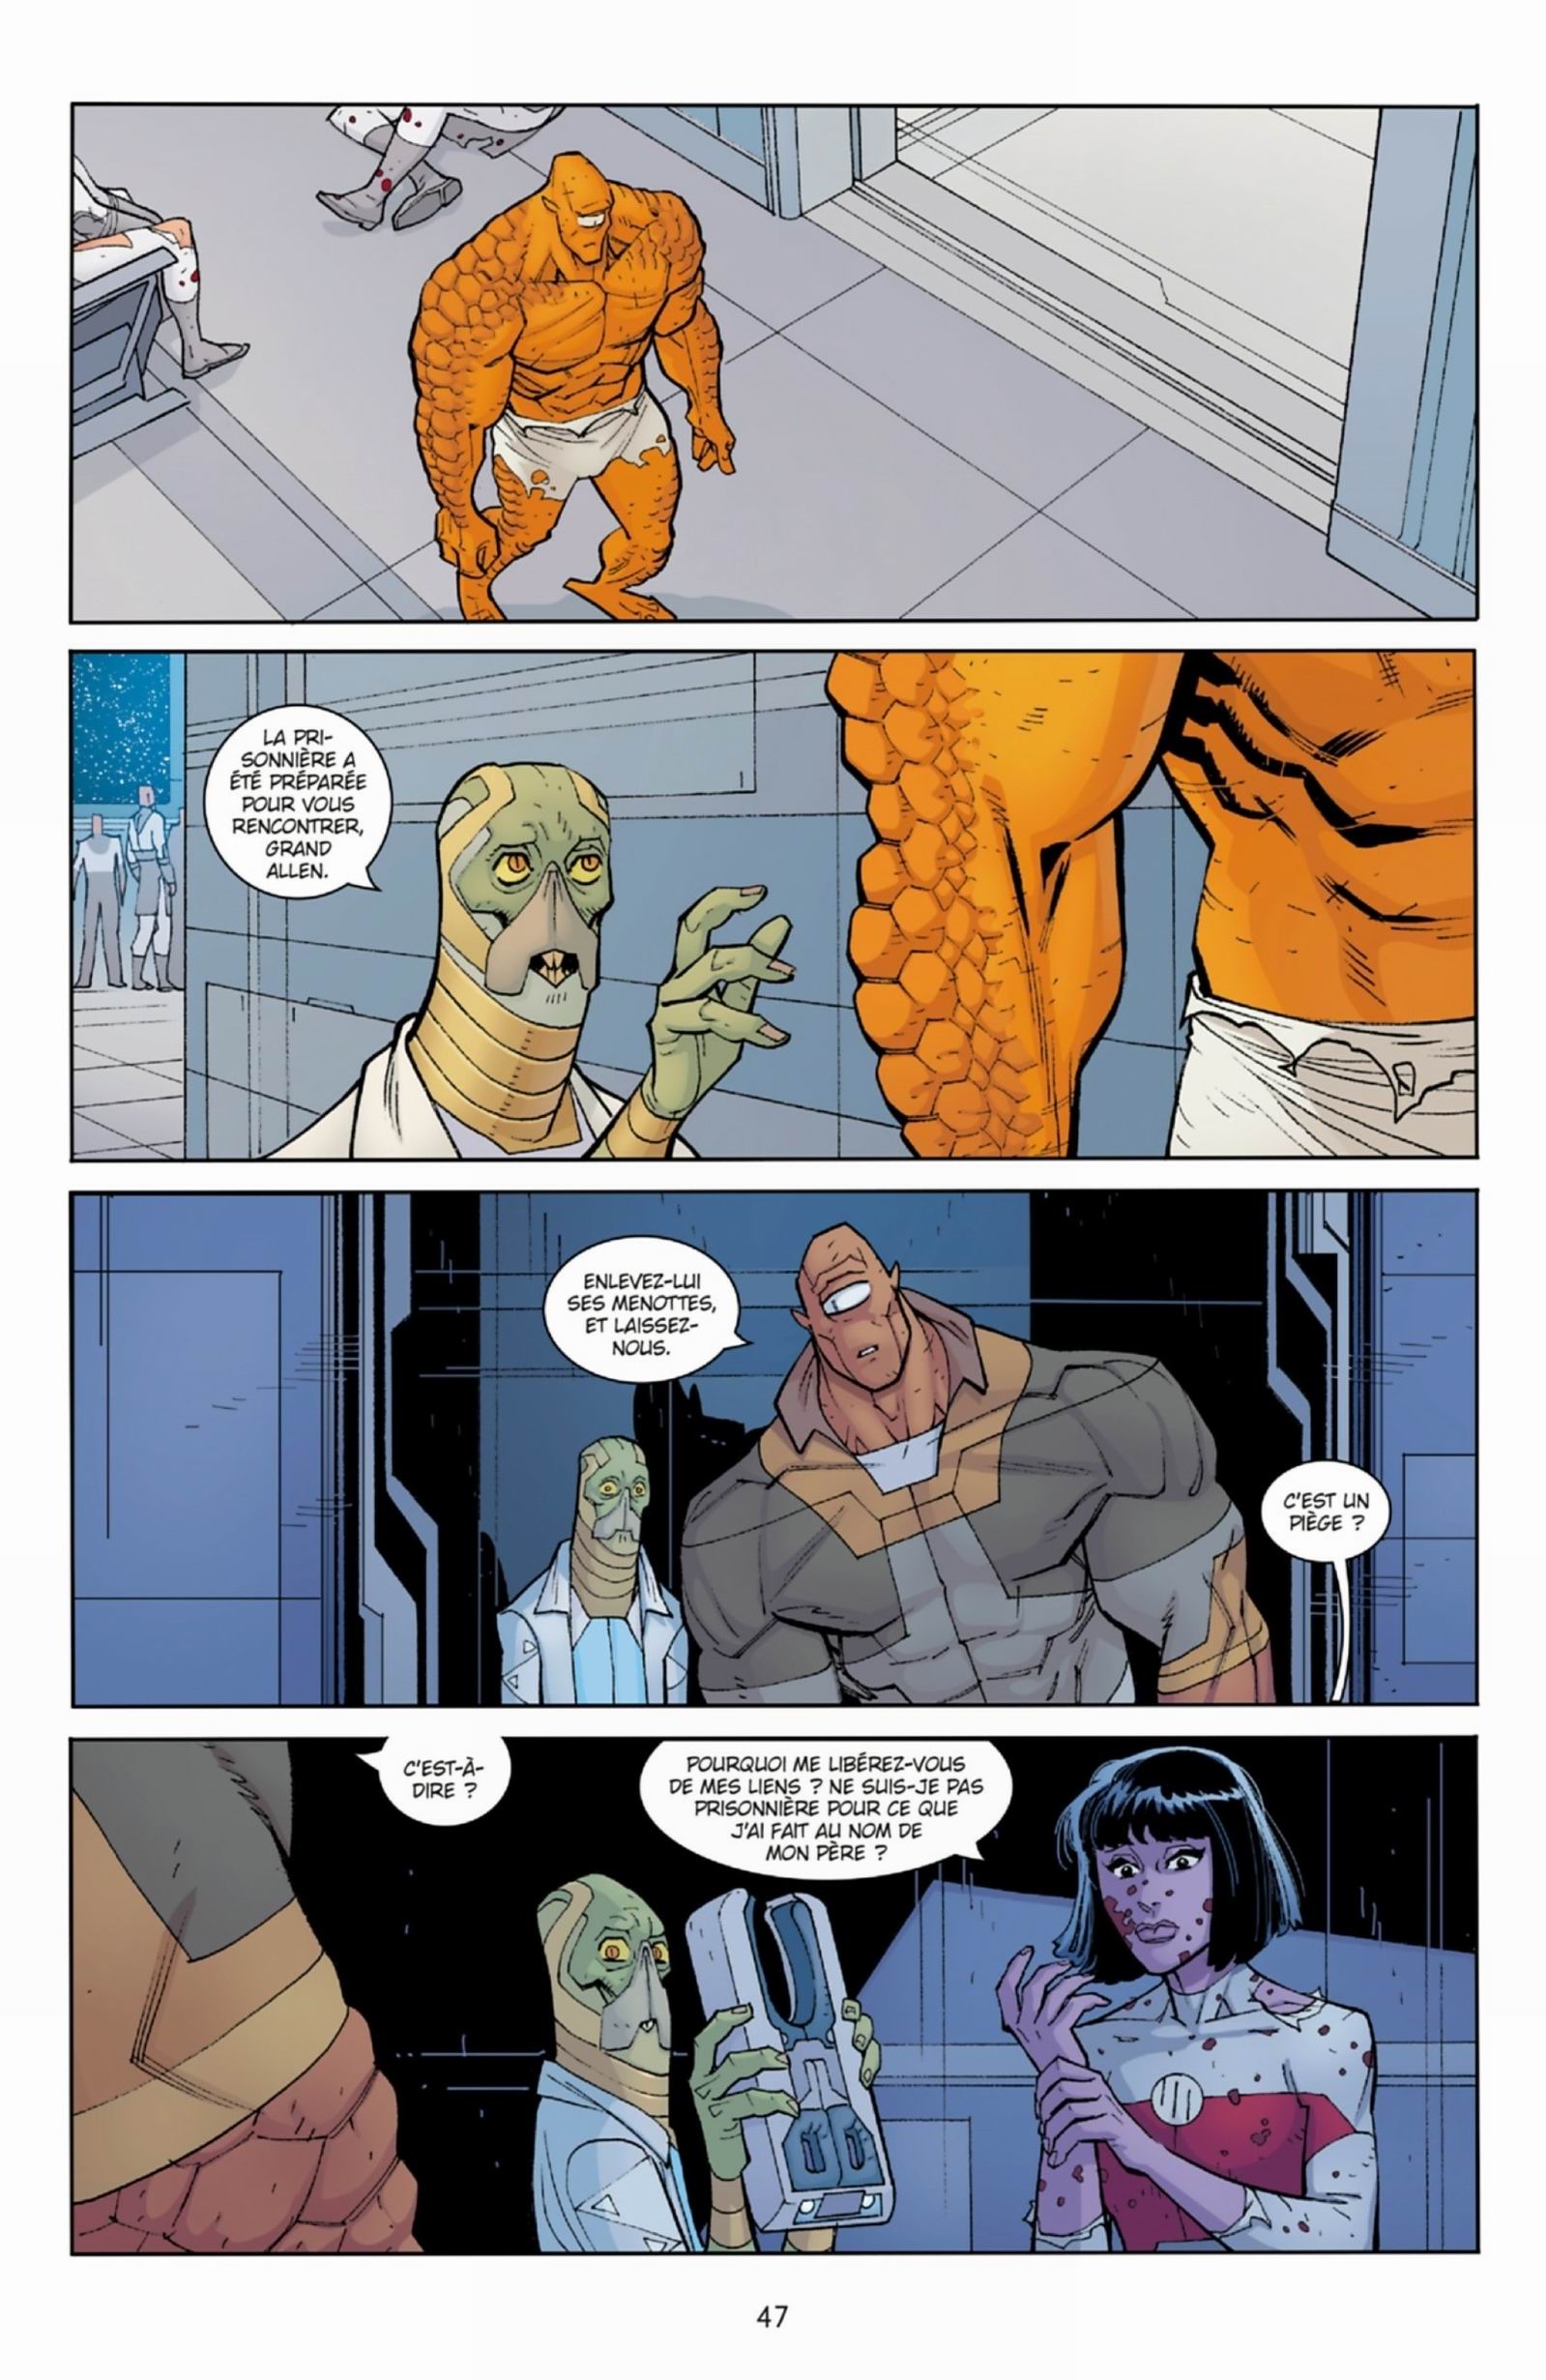 LA PRI-
SONNIÈRE A
ÉTÉ PRÉPARÉE
POUR VOUS
RENCONTRER,
GRAND
ALLEN.
ENLEVEZ-LUI
SES MENOTTES,
ET LAISSEZ-
NOUS.
C'EST UN
PIÈGE ?
C'EST-À-
DIRE ?
POURQUOI ME LIBÉREZ-VOUS
DE MES LIENS ? NE SUIS-JE PAS
PRISONNIÈRE POUR CE QUE
J'AI FAIT AU NOM DE
MON PÈRE ?
47